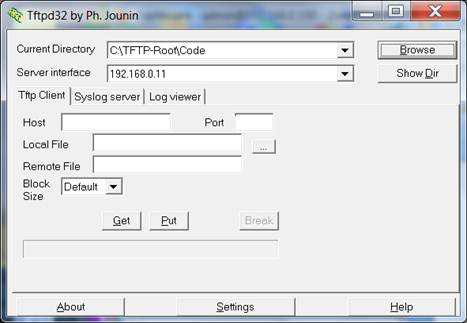 Tftpd32 by Ph. Jounin
Current Directory C:\TFTP-Root\Code Browse
Server interface 192.168.0.11 Show Dir
Tftp Client Syslog server Log viewer
Host Port
Local File ...
Remote File
Block Size Default
Get Put Break
About Settings Help